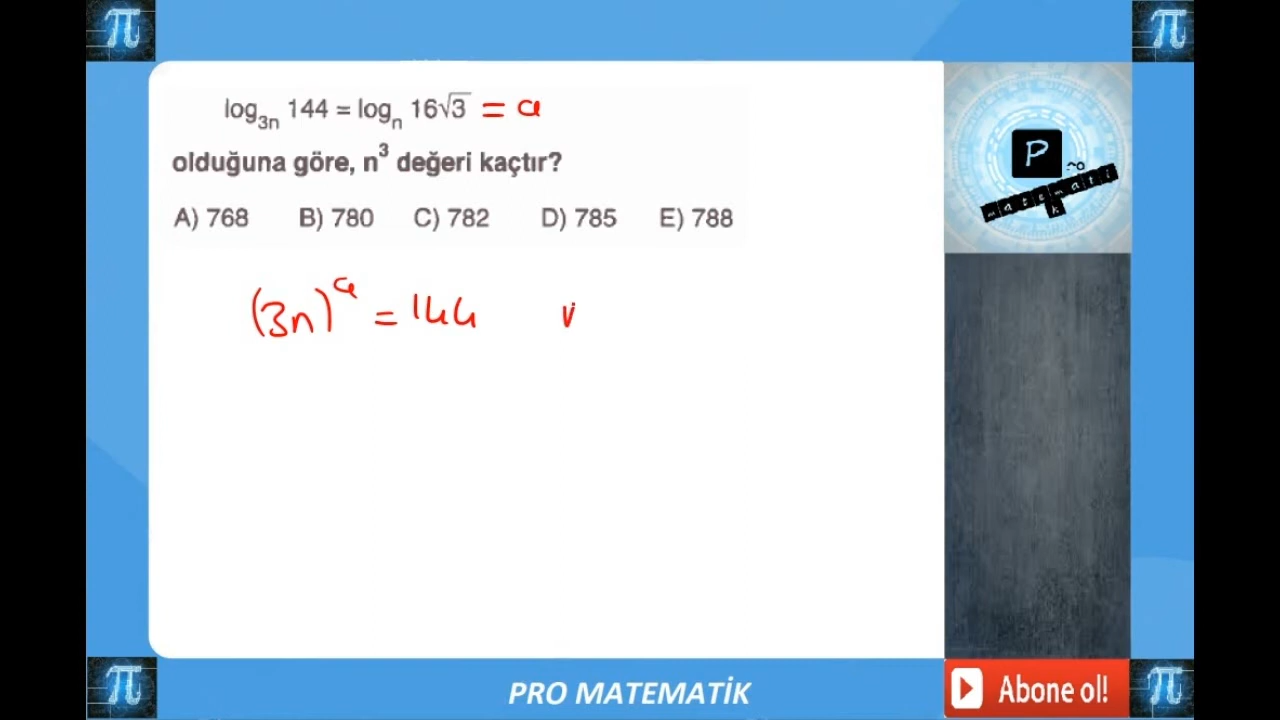 log₃ₙ 144 = logₙ 16√3 = a
olduğuna göre, n³ değeri kaçtır?
A) 768 B) 780 C) 782 D) 785 E) 788
(3n)ᵃ = 144
P
matematik
PRO MATEMATİK
Abone ol!
π
π
π
π